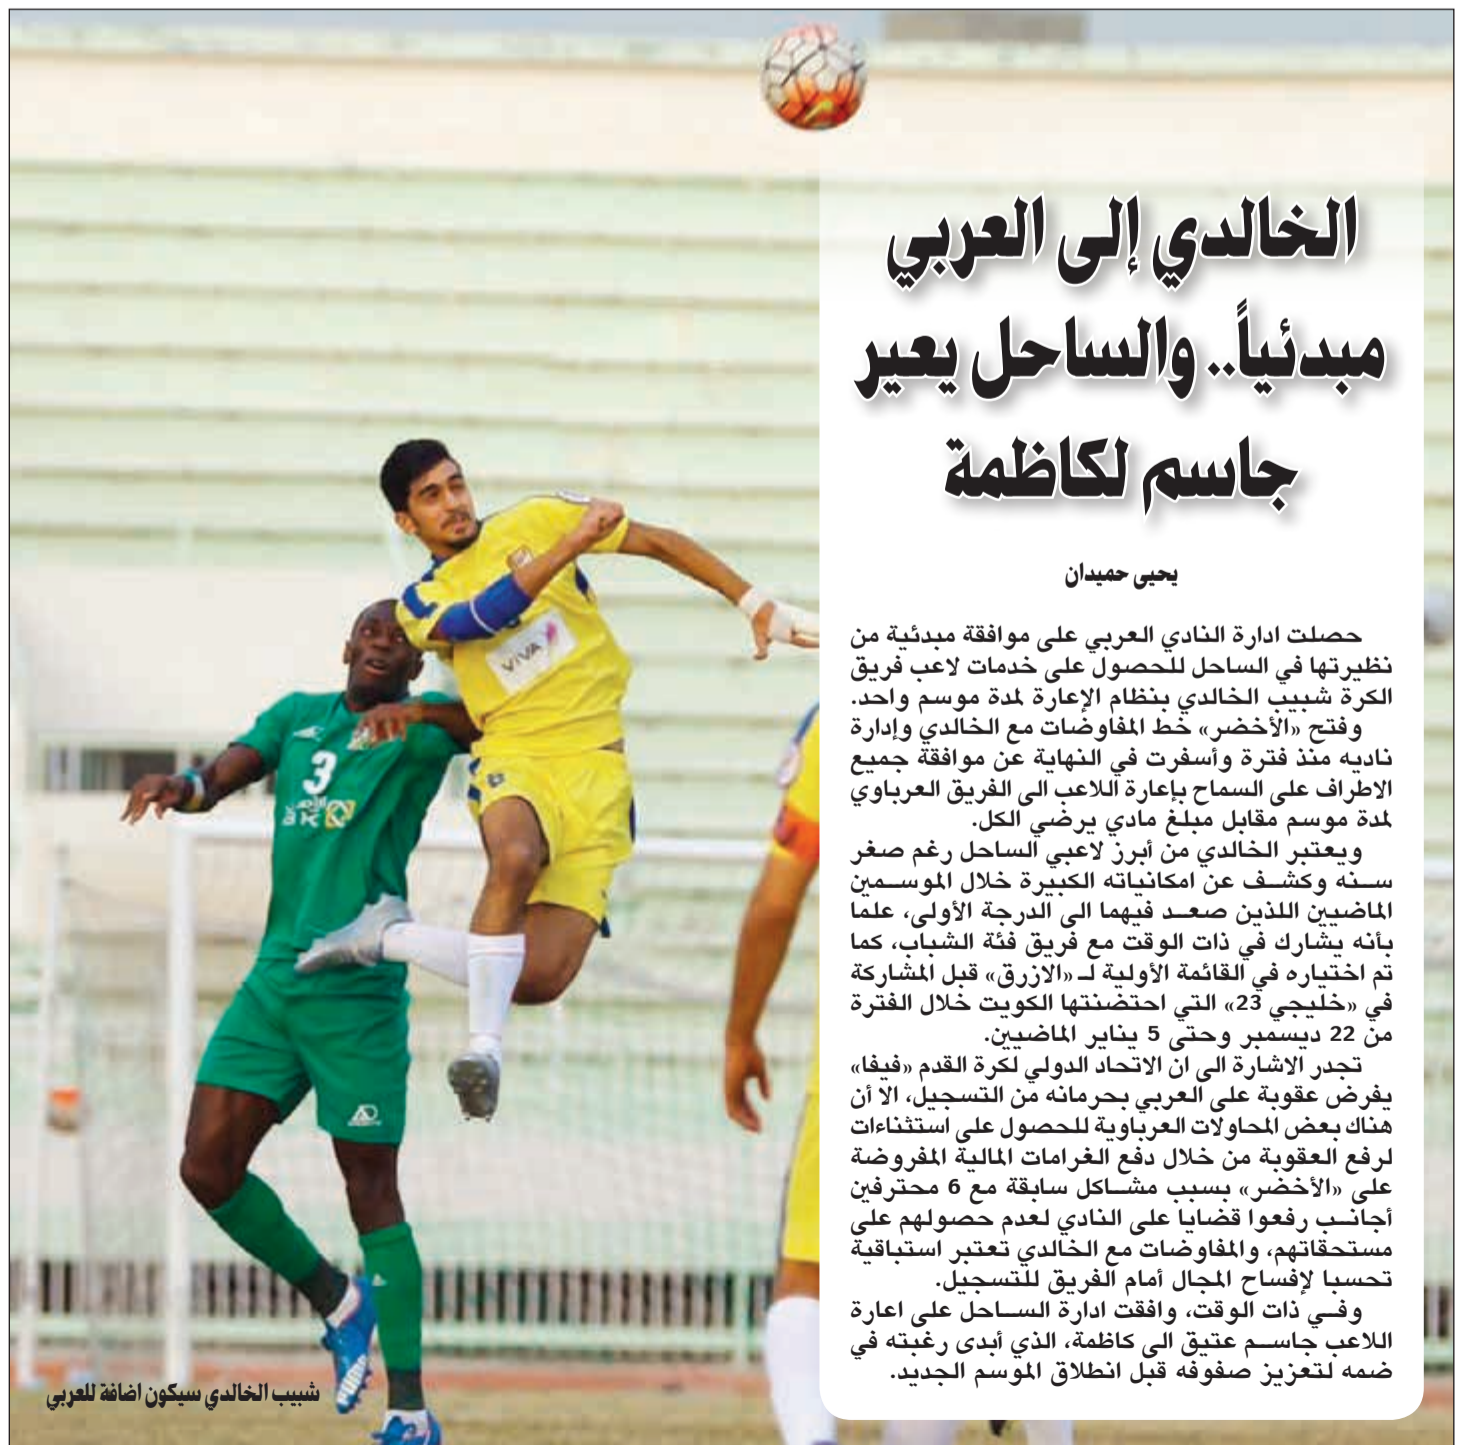 الخالدي إلى العربي
مبدئياً.. والساحل يعير
جاسم لكاظمة
يحيى حميدان
حصلت ادارة النادي العربي على موافقة مبدئية من
نظيرتها في الساحل للحصول على خدمات لاعب فريق
الكرة شبيب الخالدي بنظام الإعارة لمدة موسم واحد.
وفتح «الأخضر» خط المفاوضات مع الخالدي وإدارة
ناديه منذ فترة وأسفرت في النهاية عن موافقة جميع
الاطراف على السماح بإعارة اللاعب الى الفريق العرباوي
لمدة موسم مقابل مبلغ مادي يرضي الكل.
ويعتبر الخالدي من أبرز لاعبي الساحل رغم صغر
سـنه وكشـف عن امكانياته الكبيرة خلال الموسـمين
الماضيين اللذين صعـد فيهما الى الدرجة الأولى، علما
بأنه يشارك في ذات الوقت مع فريق فئة الشباب، كما
تم اختياره في القائمة الأولية لـ «الازرق» قبل المشاركة
في «خليجي 23» التي احتضنتها الكويت خلال الفترة
من 22 ديسمبر وحتى 5 يناير الماضيين.
تجدر الاشارة الى ان الاتحاد الدولي لكرة القدم «فيفا»
يفرض عقوبة على العربي بحرمانه من التسجيل، الا أن
هناك بعض المحاولات العرباوية للحصول على استثناءات
لرفع العقوبة من خلال دفع الغرامات المالية المفروضة
على «الأخضر» بسبب مشـاكل سابقة مع 6 محترفين
أجانـب رفعوا قضايا على النادي لعدم حصولهم على
مستحقاتهم، والمفاوضات مع الخالدي تعتبر استباقية
تحسبا لإفساح المجال أمام الفريق للتسجيل.
وفـي ذات الوقت، وافقت ادارة السـاحل على اعارة
اللاعب جاسـم عتيق الى كاظمة، الذي أبدى رغبته في
ضمه لتعزيز صفوفه قبل انطلاق الموسم الجديد.
VIVA
3
PUMA
شبيب الخالدي سيكون اضافة للعربي